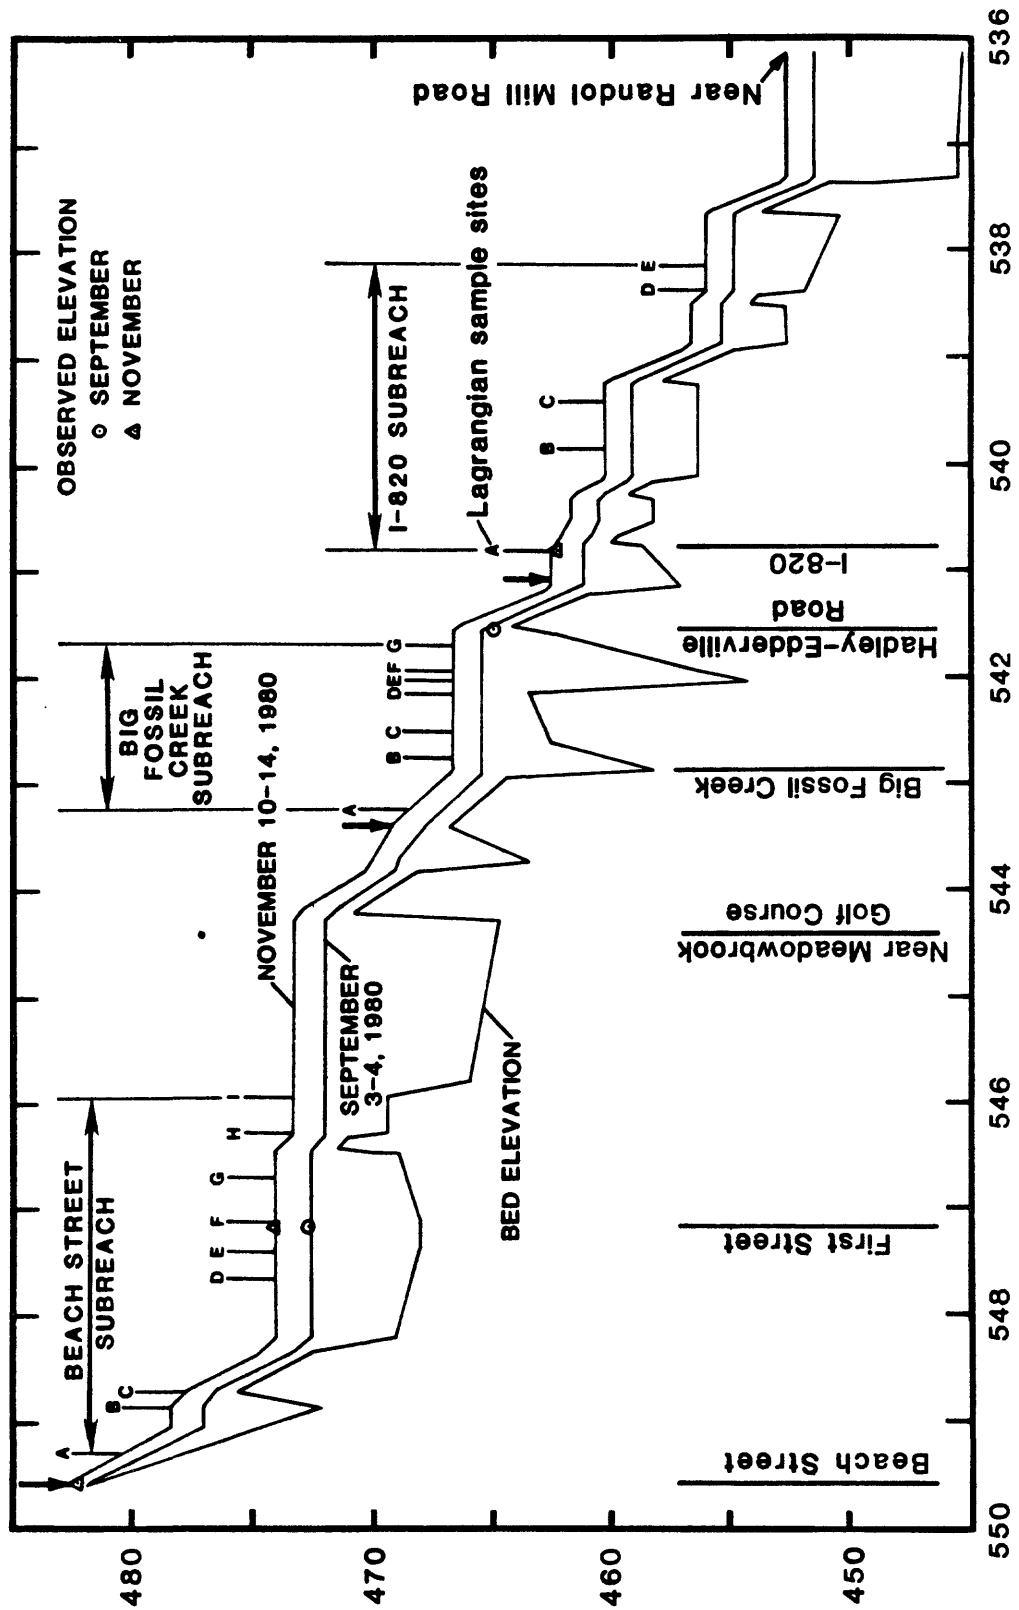 OBSERVED ELEVATION
SEPTEMBER
NOVEMBER
BEACH STREET
SUBREACH
BIG
FOSSIL
CREEK
SUBREACH
I-820 SUBREACH
Lagrangian sample sites
NOVEMBER 10-14, 1980
SEPTEMBER
3-4, 1980
BED ELEVATION
Near Randol Mill Road
A
B C
D E F G H I
A
B C D E F G
A
B C D E
Beach Street
First Street
Near Meadowbrook
Golf Course
Big Fossil Creek
Hadley-Edderville
Road
I-820
480
470
460
450
550
548
546
544
542
540
538
536